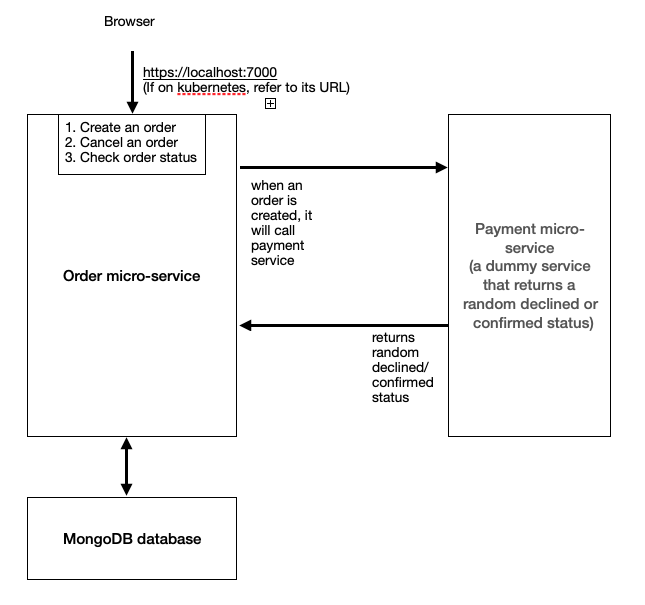 Browser
https://localhost:7000
(If on kubernetes, refer to its URL)
1. Create an order
2. Cancel an order
3. Check order status
when an
order is
created, it
will call
payment
service
Order micro-service
Payment micro-
service
(a dummy service
that returns a
random declined or
confirmed status)
returns
random
declined/
confirmed
status
MongoDB database